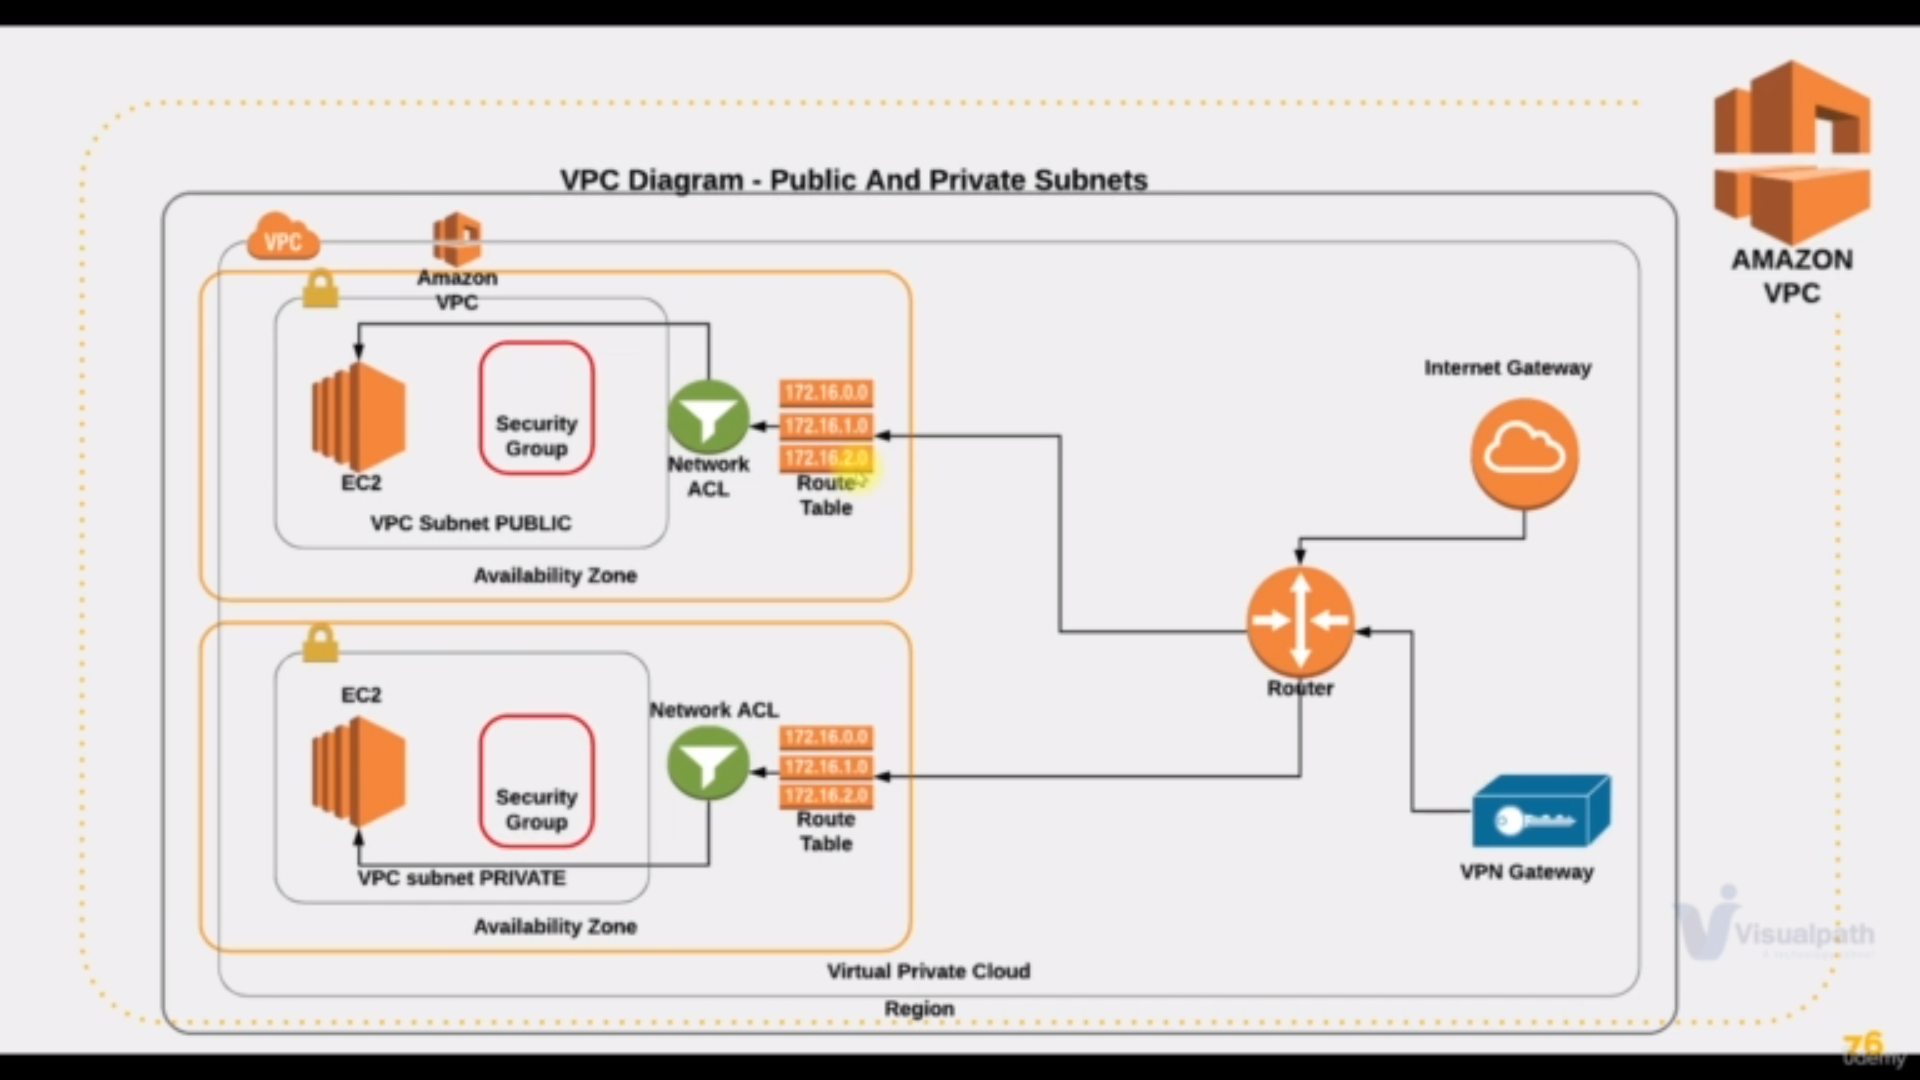 VPC Diagram - Public And Private Subnets
AMAZON
VPC
VPC
Amazon
VPC
Security
Group
EC2
VPC Subnet PUBLIC
Network
ACL
172.16.0.0
172.16.1.0
172.16.2.0
Route
Table
Availability Zone
Internet Gateway
Router
EC2
Security
Group
VPC subnet PRIVATE
Network ACL
172.16.0.0
172.16.1.0
172.16.2.0
Route
Table
Availability Zone
VPN Gateway
Virtual Private Cloud
Region
Visualpath
76
udemy